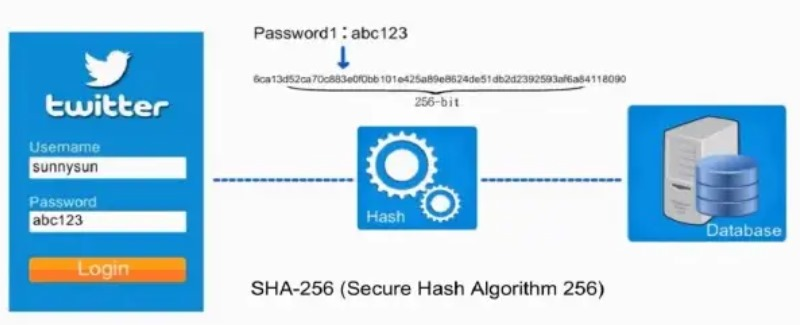 twitter
Username
sunnysun
Password
abc123
Login
Password1：abc123
6ca13d52ca70c883e0f0bb101e425a89e8624de51db2d2392593af6a84118090
256-bit
Hash
Database
SHA-256 (Secure Hash Algorithm 256)